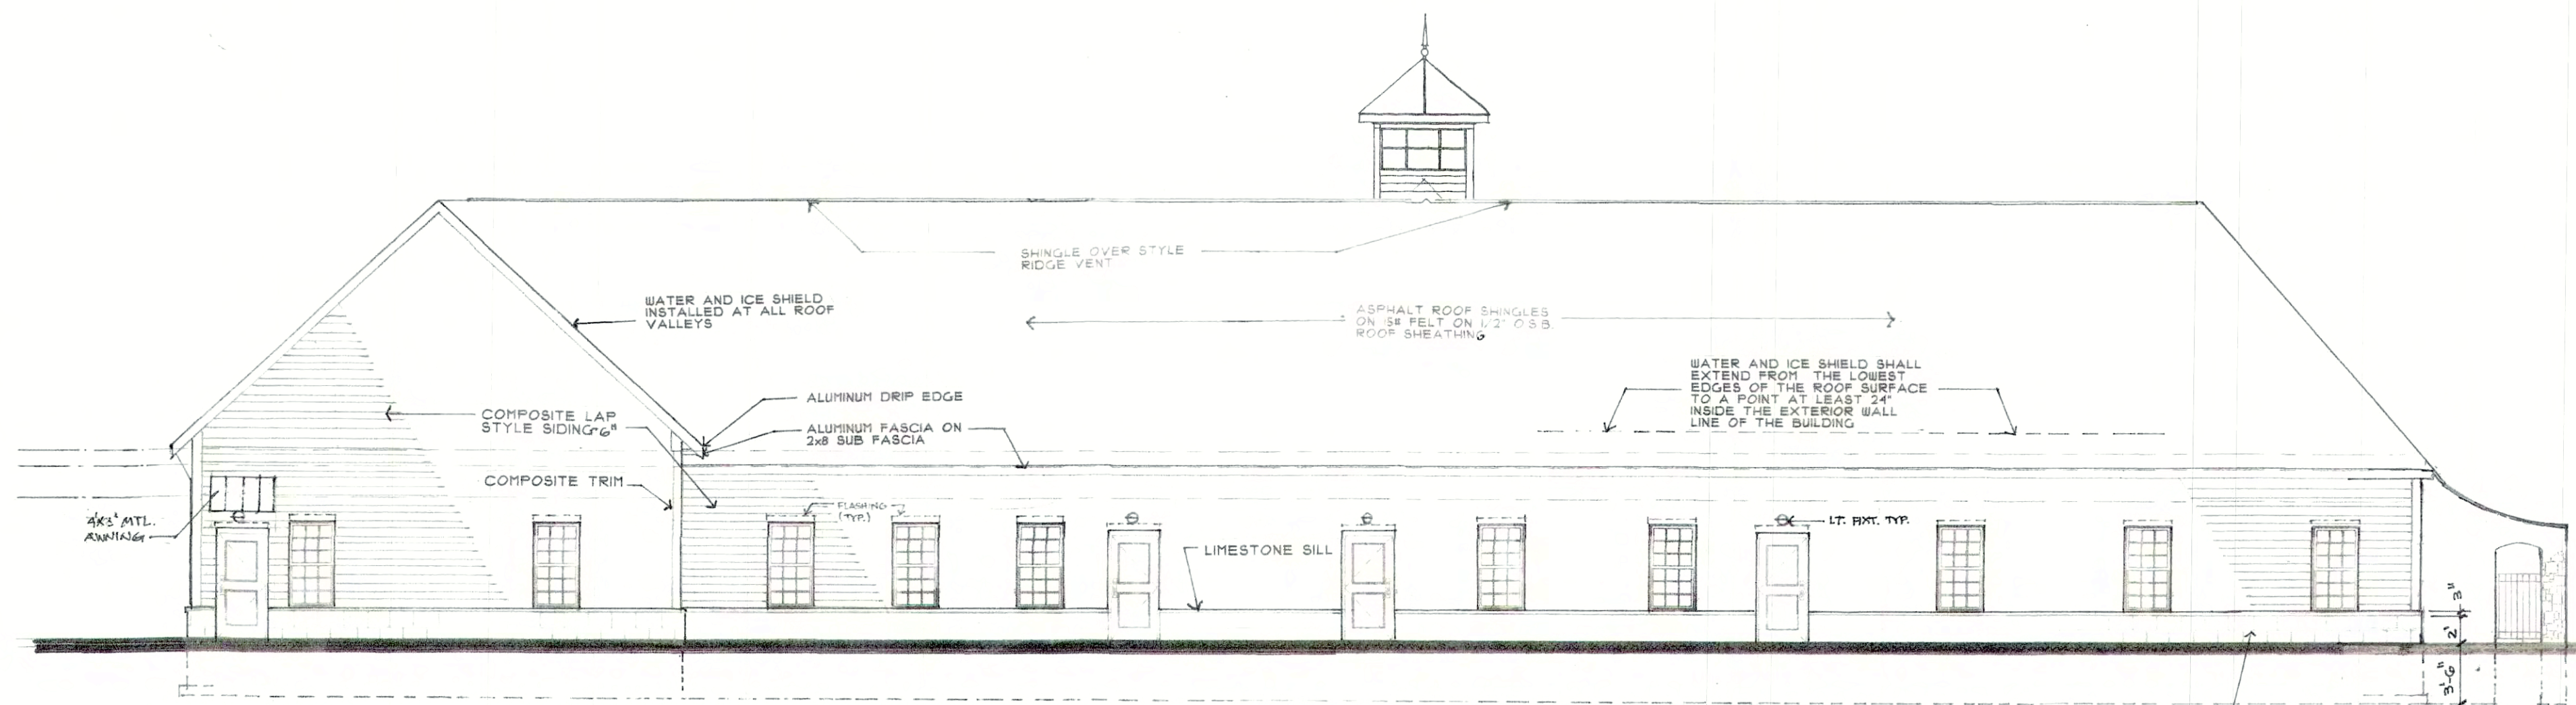 SHINGLE OVER STYLE
RIDGE VENT
WATER AND ICE SHIELD
INSTALLED AT ALL ROOF
VALLEYS
ASPHALT ROOF SHINGLES
ON 15# FELT ON 1/2" O.S.B.
ROOF SHEATHING
WATER AND ICE SHIELD SHALL
EXTEND FROM THE LOWEST
EDGES OF THE ROOF SURFACE
TO A POINT AT LEAST 24"
INSIDE THE EXTERIOR WALL
LINE OF THE BUILDING
ALUMINUM DRIP EDGE
COMPOSITE LAP
STYLE SIDING-6"
ALUMINUM FASCIA ON
2x8 SUB FASCIA
COMPOSITE TRIM
4'X3' MTL.
AWNING
FLASHING
(TYP.)
LT. FIXT. TYP.
LIMESTONE SILL
3"
2'
3'-6"